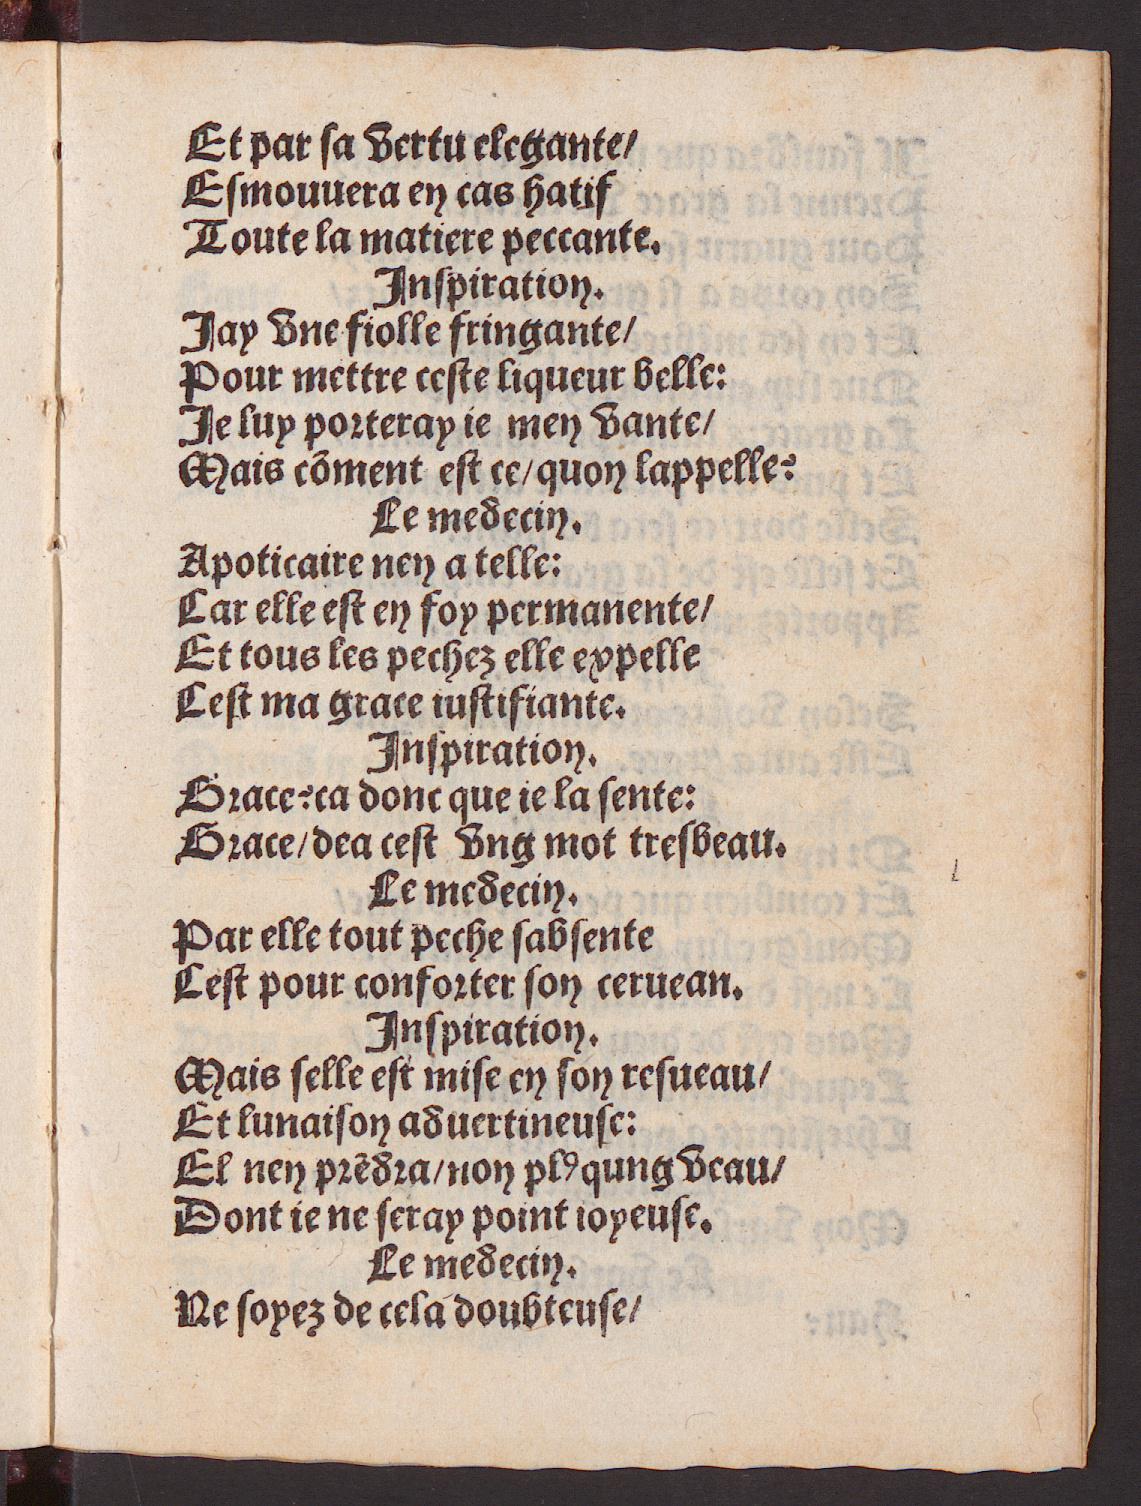 Et par sa vertu elegante/
Esmouuera en cas hatif
Toute la matiere peccante.
Inspiration.
Jay vne fiolle fringante/
Pour mettre ceste liqueur belle:
Je luy porteray ie men vante/
Mais cõment est ce/quon lappelle?
Le medecin.
Apoticaire nen a telle:
Car elle est en foy permanente/
Et tous les pechez elle expelle
Cest ma grace iustifiante.
Inspiration.
Grace?ca donc que ie la sente:
Grace/dea cest vng mot tresbeau.
Le medecin.
Par elle tout peche sabsente
Cest pour conforter son ceruean.
Inspiration.
Mais selle est mise en son resueau/
Et lunaison aduertineuse:
El nen prẽdra/non plꝰ qung veau/
Dont ie ne seray point ioyeuse.
Le medecin.
Ne soyez de cela doubteuse/